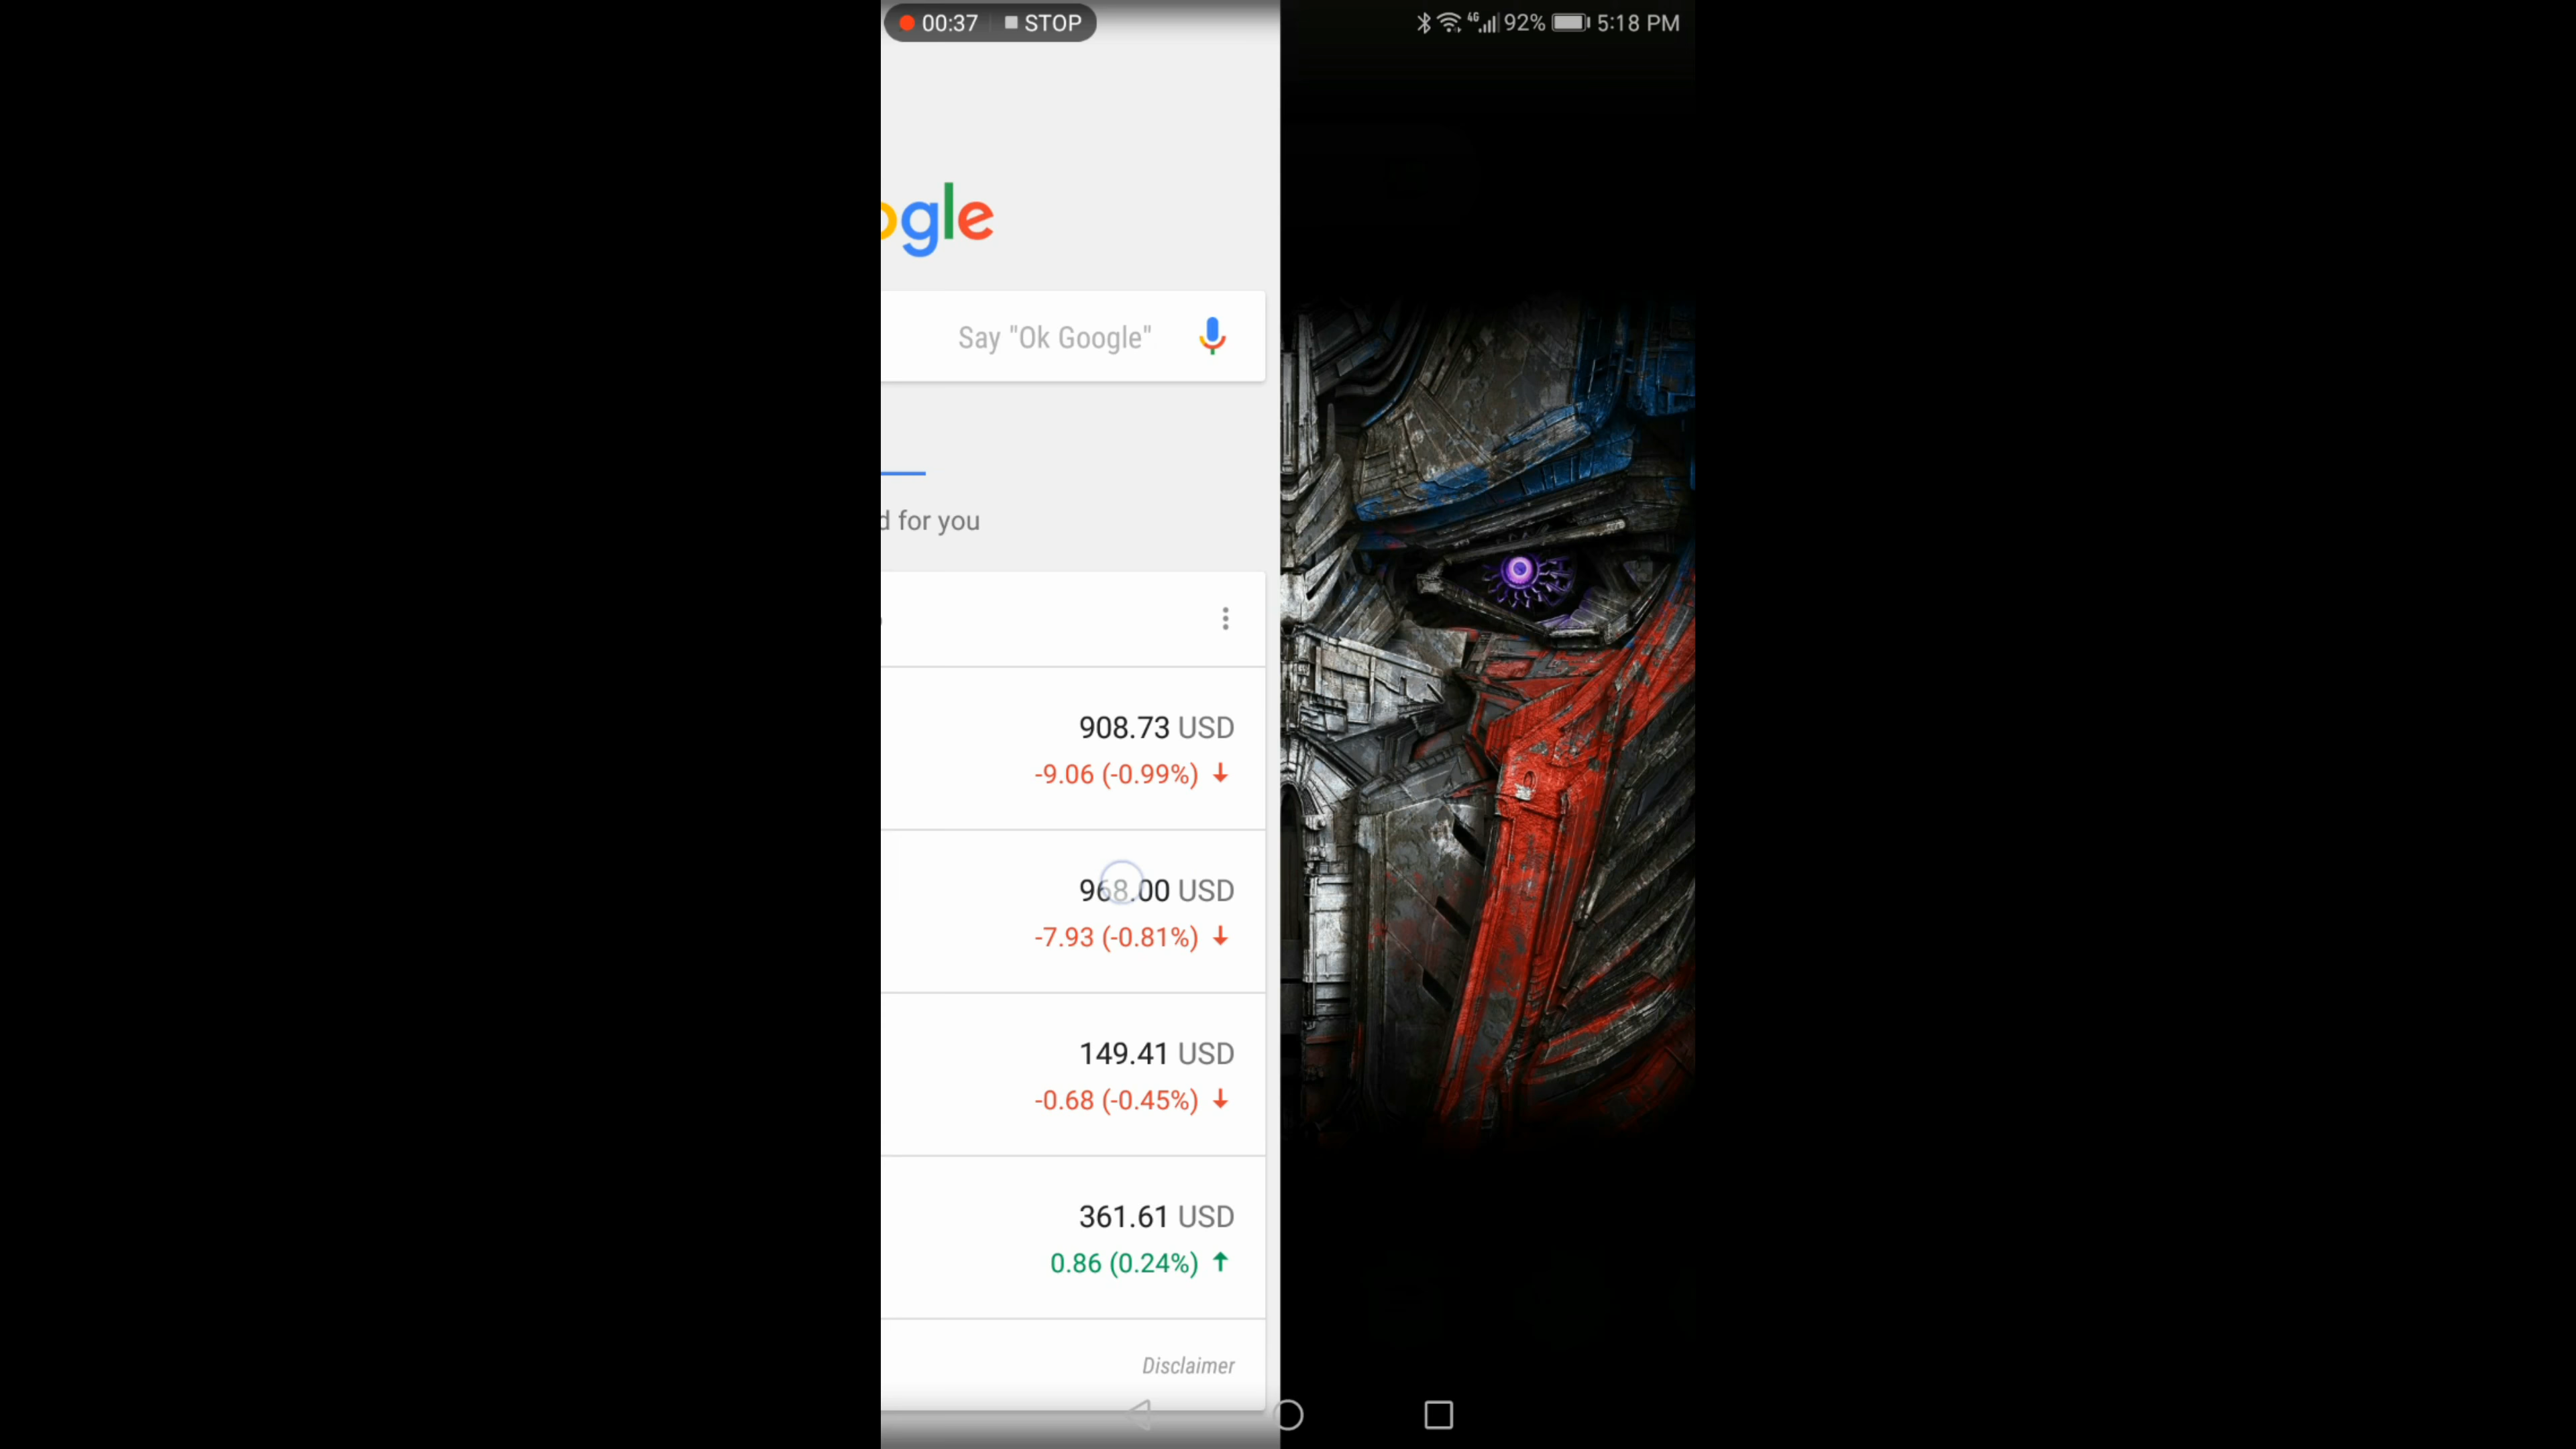 00:37 STOP
4G 92% 5:18 PM
ogle
Say "Ok Google"
d for you
908.73 USD
-9.06 (-0.99%)
968.00 USD
-7.93 (-0.81%)
149.41 USD
-0.68 (-0.45%)
361.61 USD
0.86 (0.24%)
Disclaimer